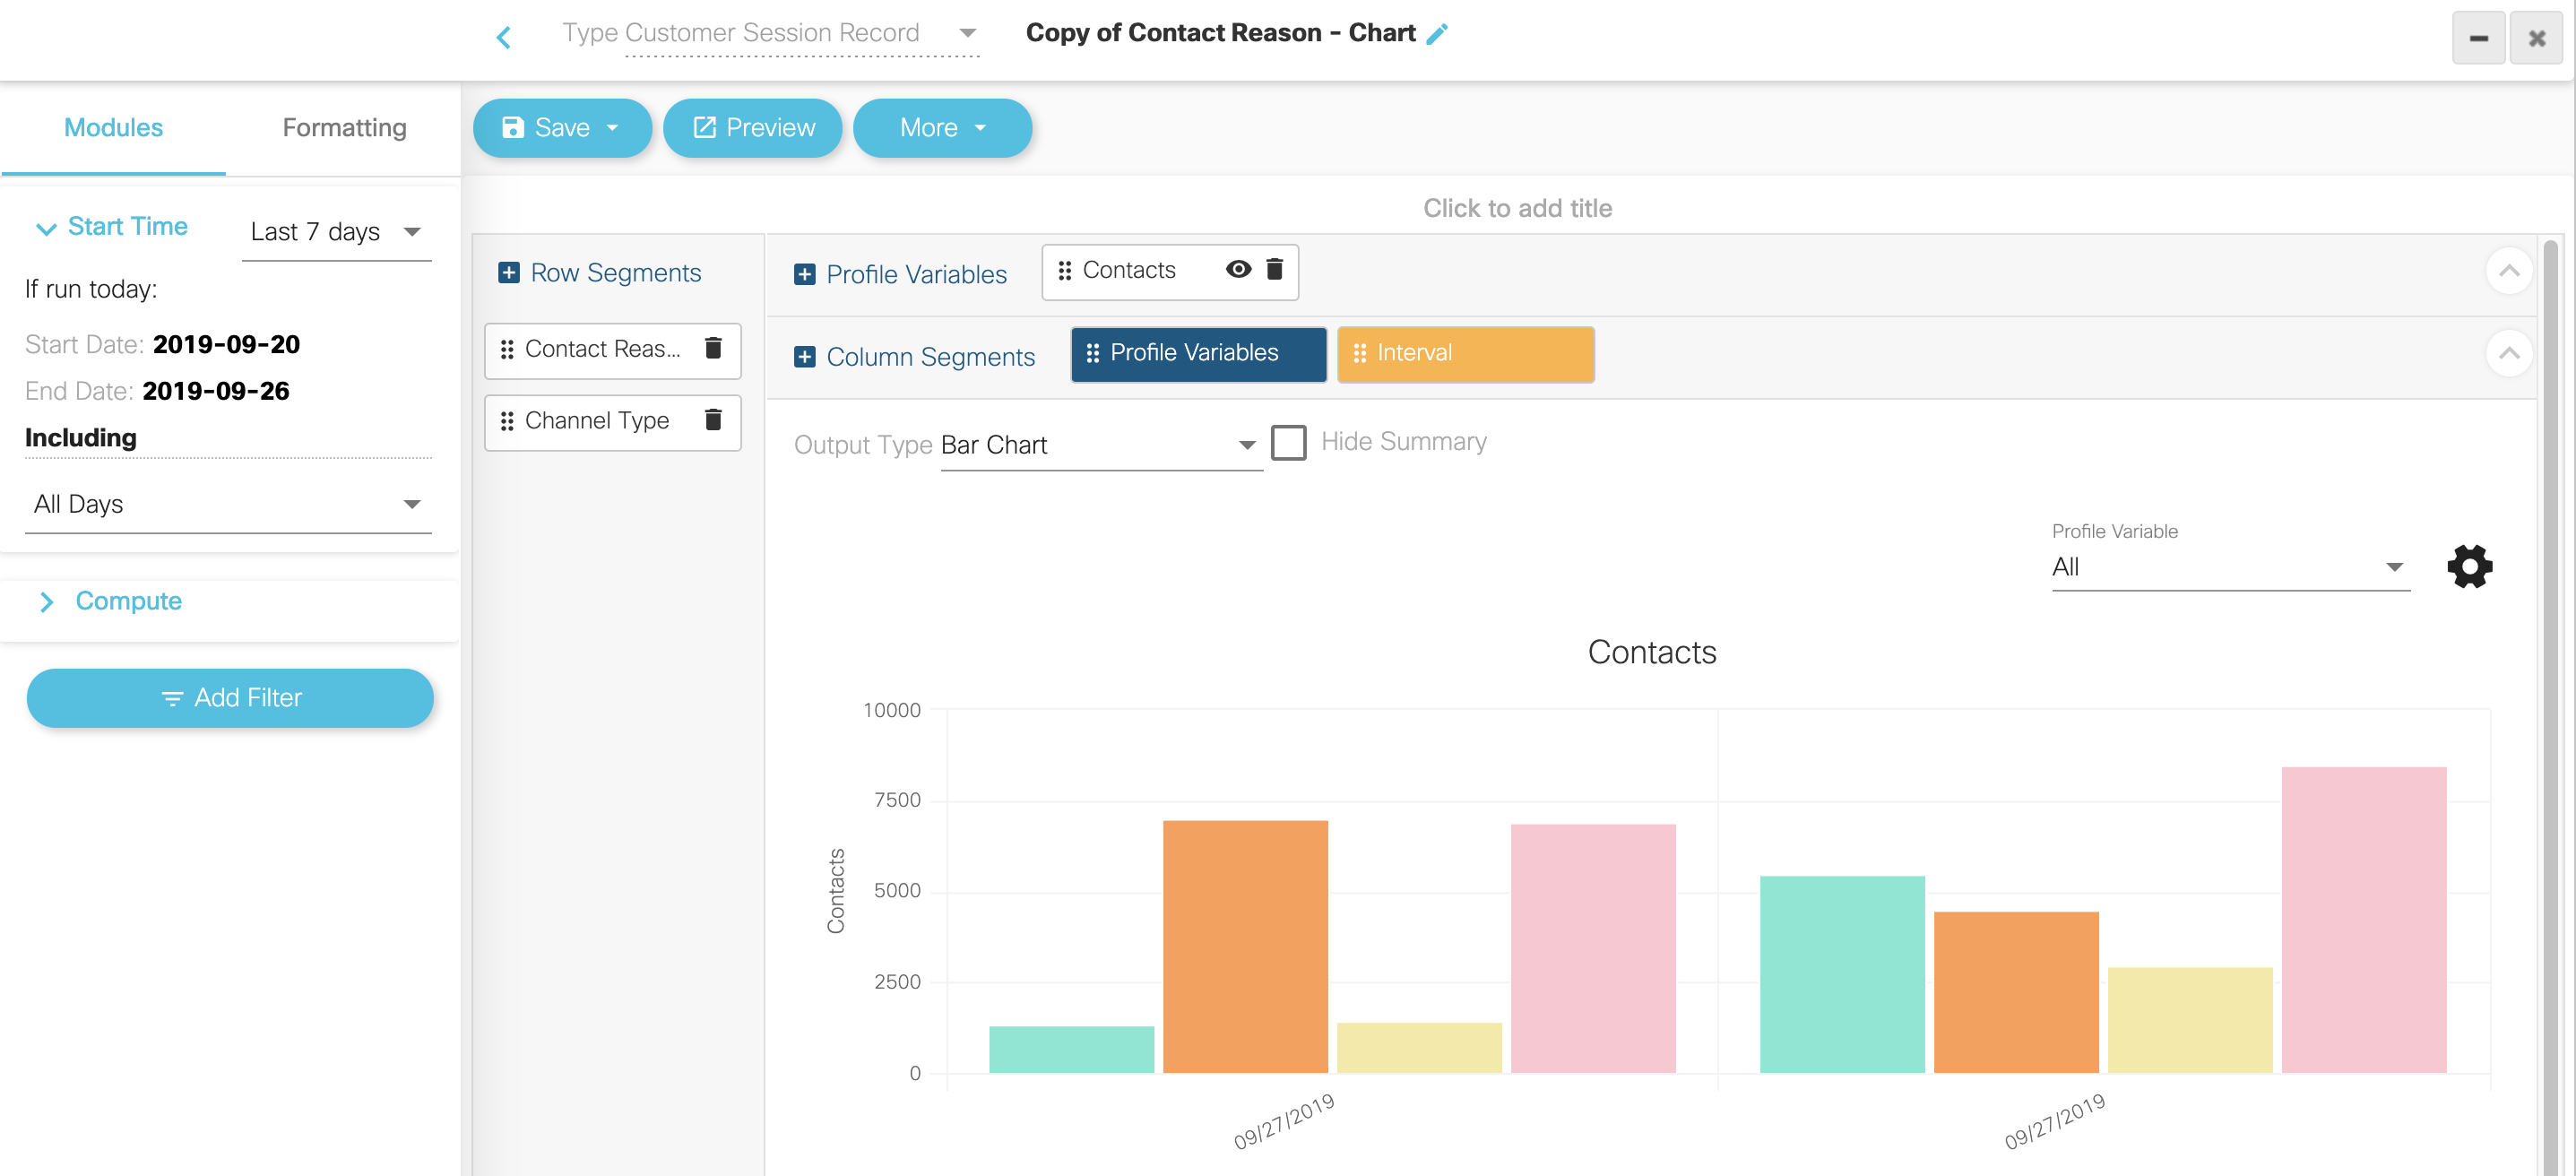 Type Customer Session Record
Copy of Contact Reason - Chart
Modules
Formatting
Save
Preview
More
Start Time
Last 7 days
If run today:
Start Date: 2019-09-20
End Date: 2019-09-26
Including
All Days
Compute
Add Filter
Click to add title
Row Segments
Contact Reas...
Channel Type
Profile Variables
Contacts
Column Segments
Profile Variables
Interval
Output Type Bar Chart
Hide Summary
Profile Variable
All
Contacts
10000
7500
5000
2500
0
Contacts
09/27/2019
09/27/2019